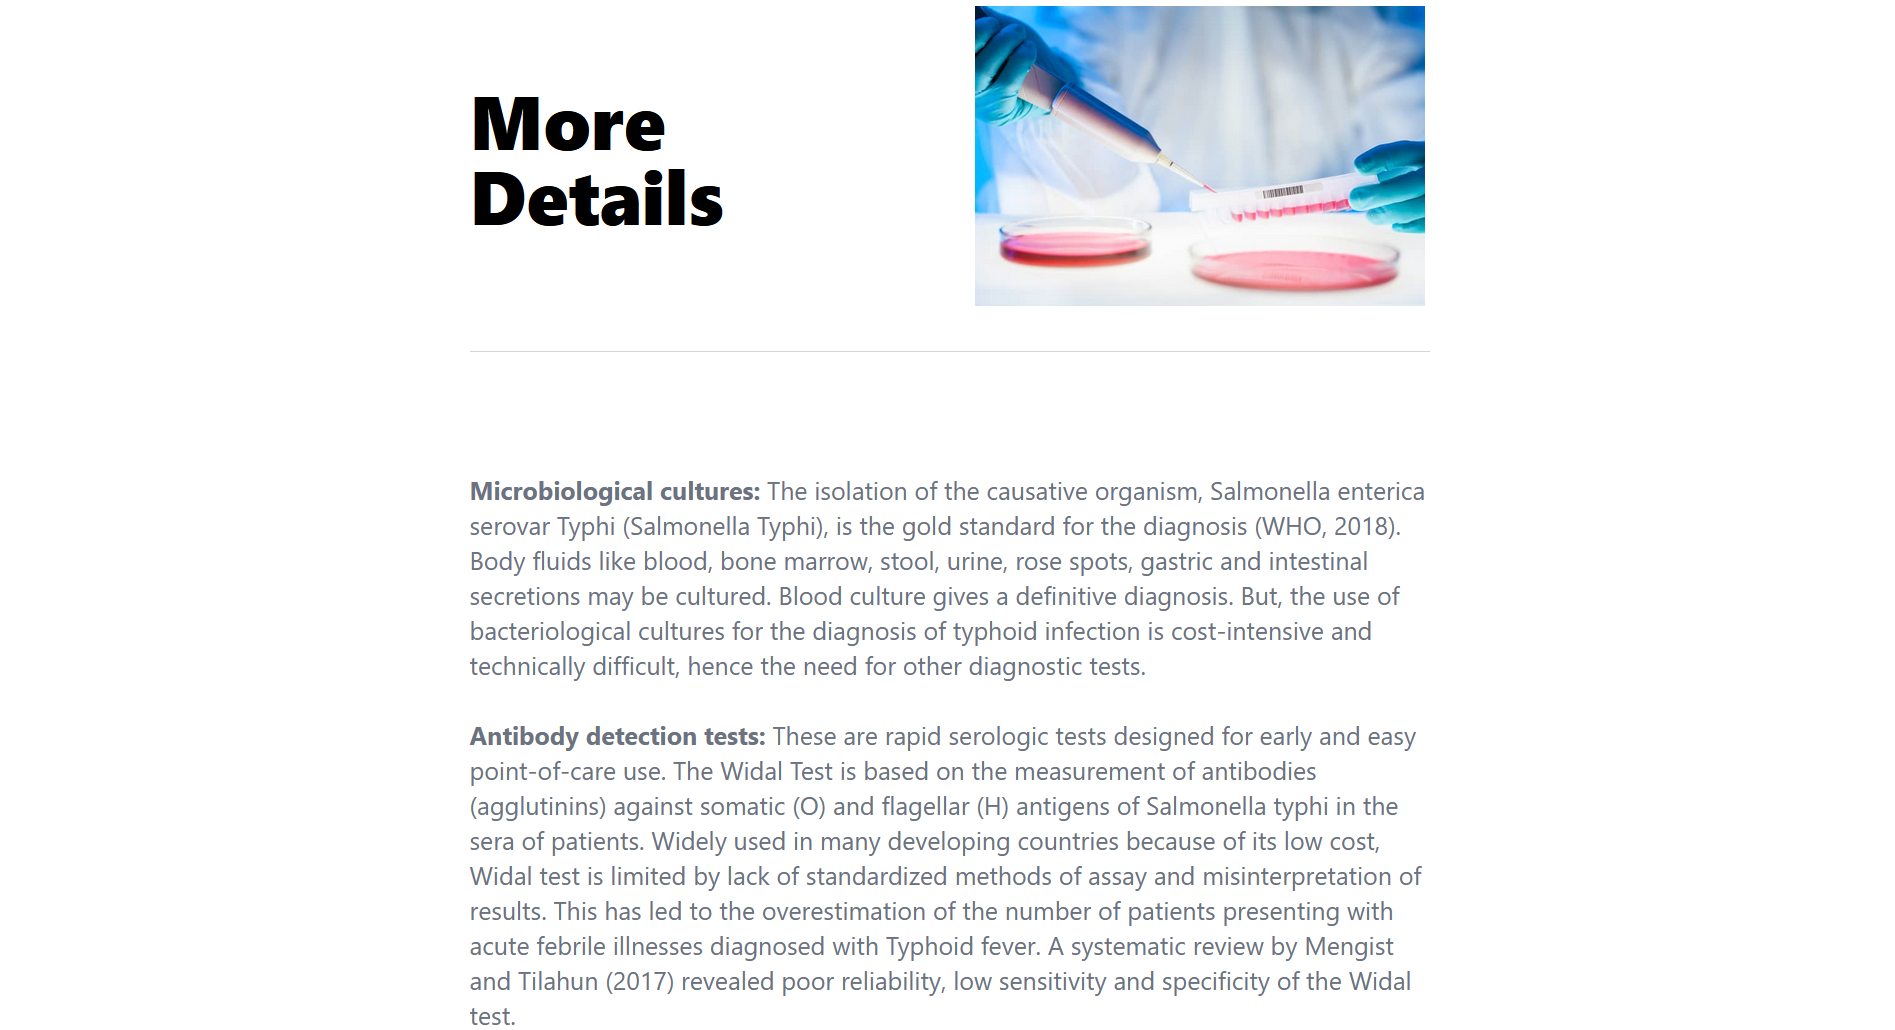 More
Details
Microbiological cultures: The isolation of the causative organism, Salmonella enterica
serovar Typhi (Salmonella Typhi), is the gold standard for the diagnosis (WHO, 2018).
Body fluids like blood, bone marrow, stool, urine, rose spots, gastric and intestinal
secretions may be cultured. Blood culture gives a definitive diagnosis. But, the use of
bacteriological cultures for the diagnosis of typhoid infection is cost-intensive and
technically difficult, hence the need for other diagnostic tests.
Antibody detection tests: These are rapid serologic tests designed for early and easy
point-of-care use. The Widal Test is based on the measurement of antibodies
(agglutinins) against somatic (O) and flagellar (H) antigens of Salmonella typhi in the
sera of patients. Widely used in many developing countries because of its low cost,
Widal test is limited by lack of standardized methods of assay and misinterpretation of
results. This has led to the overestimation of the number of patients presenting with
acute febrile illnesses diagnosed with Typhoid fever. A systematic review by Mengist
and Tilahun (2017) revealed poor reliability, low sensitivity and specificity of the Widal
test.